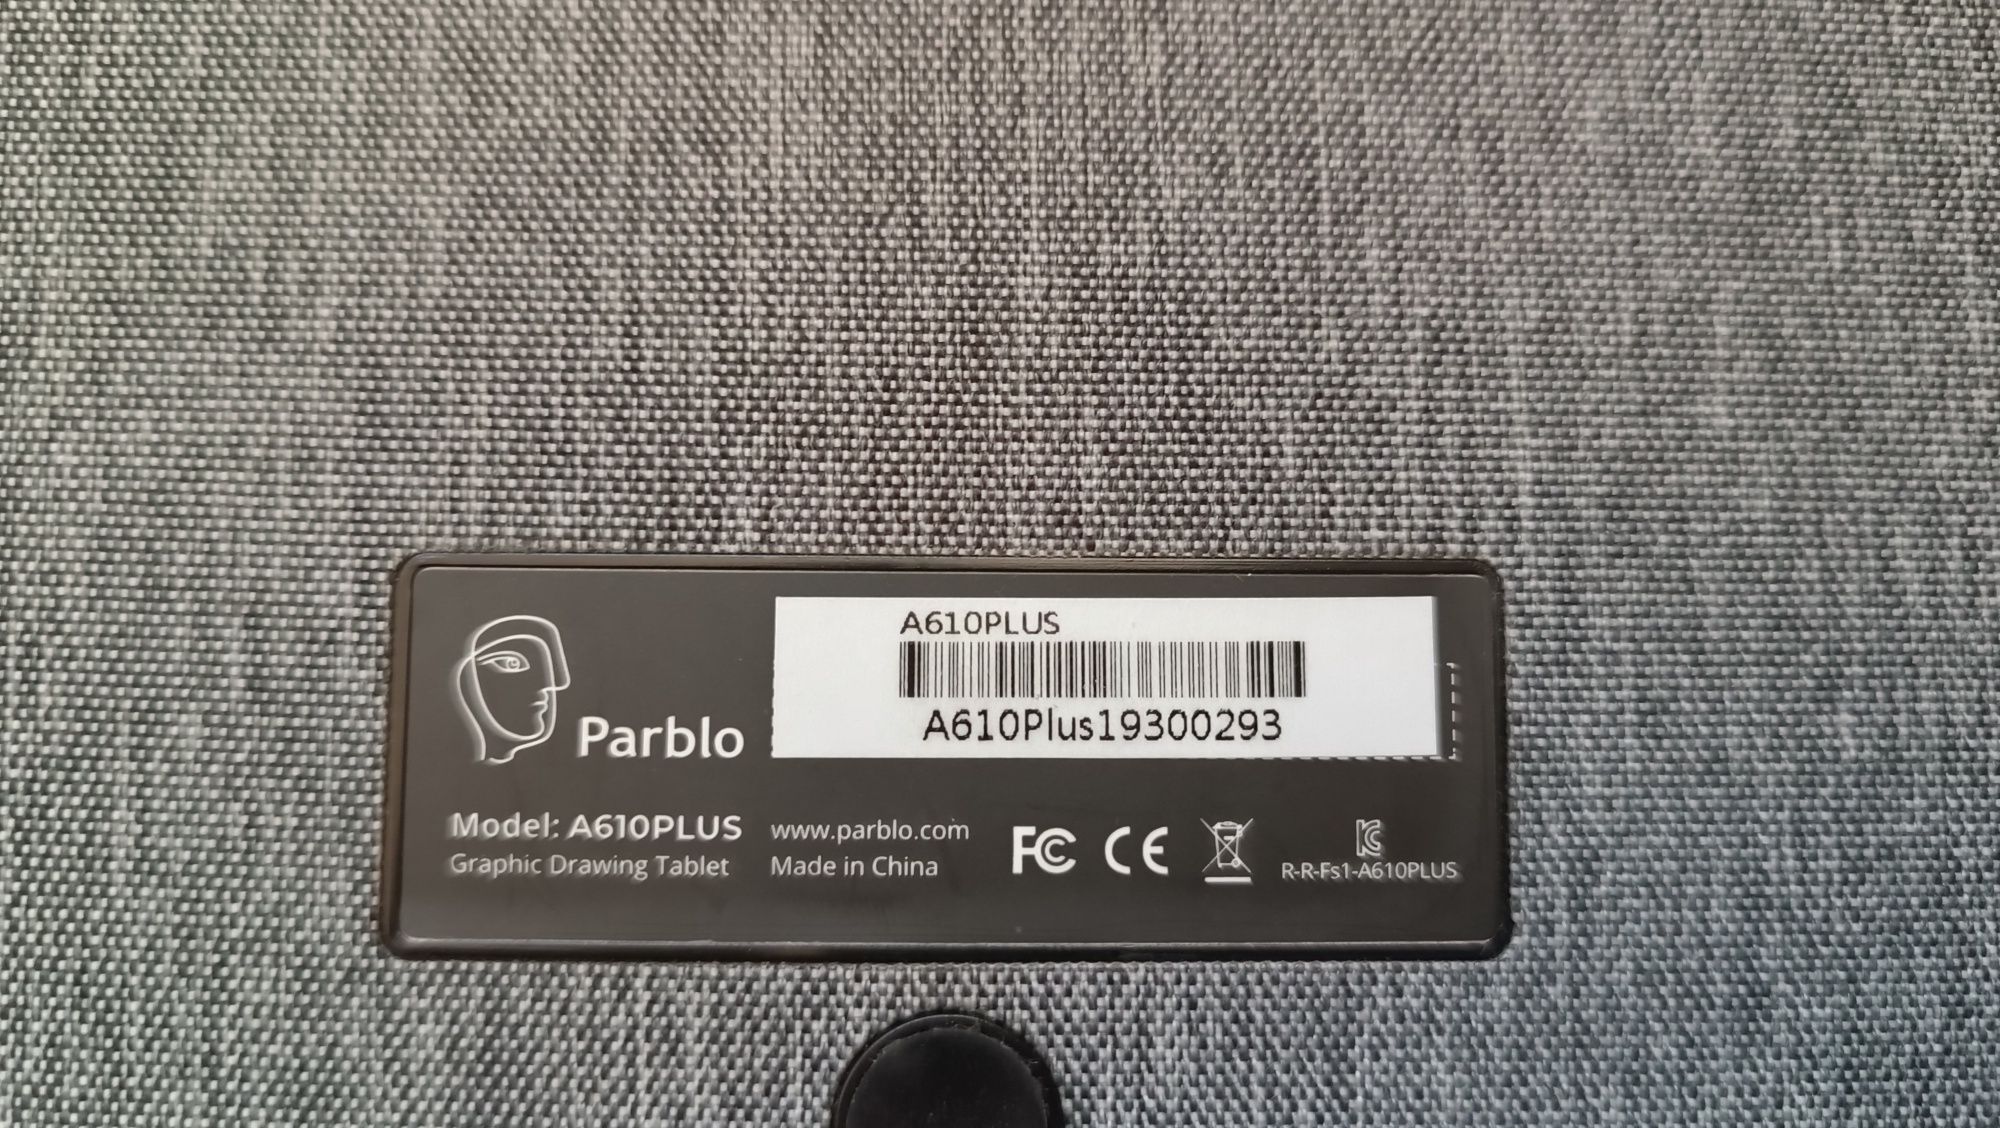 A610PLUS
A610Plus19300293
Parblo
Model: A610PLUS
Graphic Drawing Tablet
www.parblo.com
Made in China
FC CE
R-R-Fs1-A610PLUS